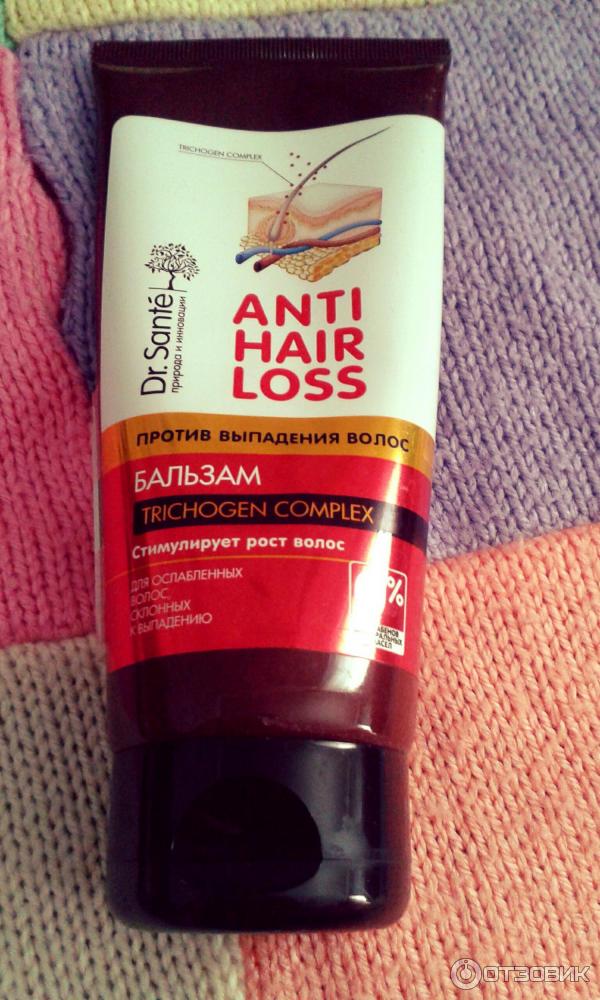 TRICHOGEN COMPLEX
Dr. Santé
природа и инновации
ANTI
HAIR
LOSS
ПРОТИВ ВЫПАДЕНИЯ ВОЛОС
БАЛЬЗАМ
TRICHOGEN COMPLEX
Стимулирует рост волос
ДЛЯ ОСЛАБЛЕННЫХ
ВОЛОС,
СКЛОННЫХ
К ВЫПАДЕНИЮ
%
ОТЗОВИК